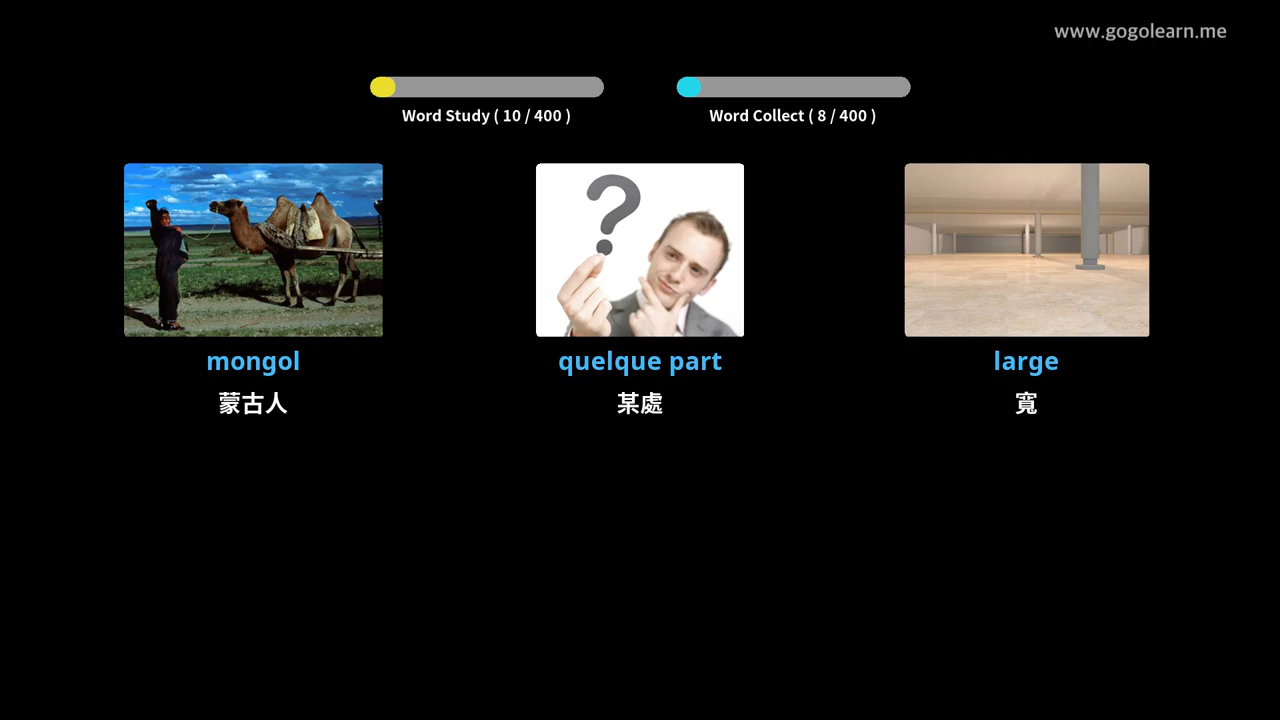 www.gogolearn.me
Word Study ( 10 / 400 )
Word Collect ( 8 / 400 )
mongol
quelque part
large
蒙古人
某處
寬